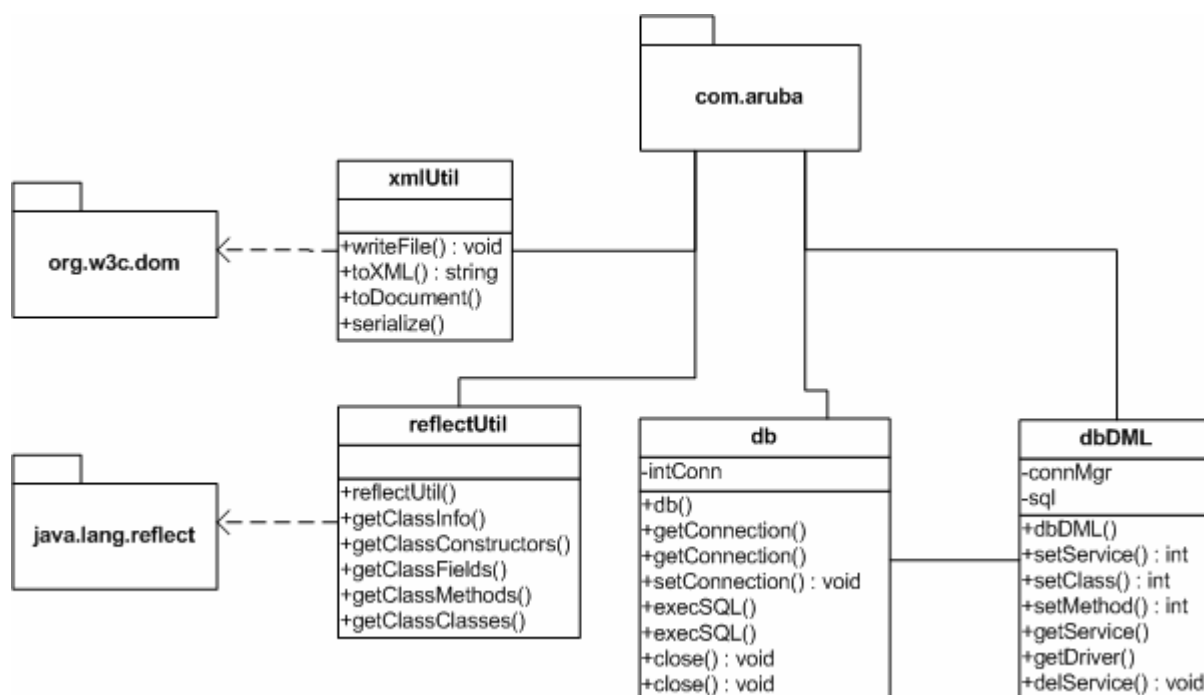 com.aruba
xmlUtil
+writeFile() : void
+toXML() : string
+toDocument()
+serialize()
org.w3c.dom
reflectUtil
+reflectUtil()
+getClassInfo()
+getClassConstructors()
+getClassFields()
+getClassMethods()
+getClassClasses()
java.lang.reflect
db
-intConn
+db()
+getConnection()
+getConnection()
+setConnection() : void
+execSQL()
+execSQL()
+close() : void
+close() : void
dbDML
-connMgr
-sql
+dbDML()
+setService() : int
+setClass() : int
+setMethod() : int
+getService()
+getDriver()
+delService() : void